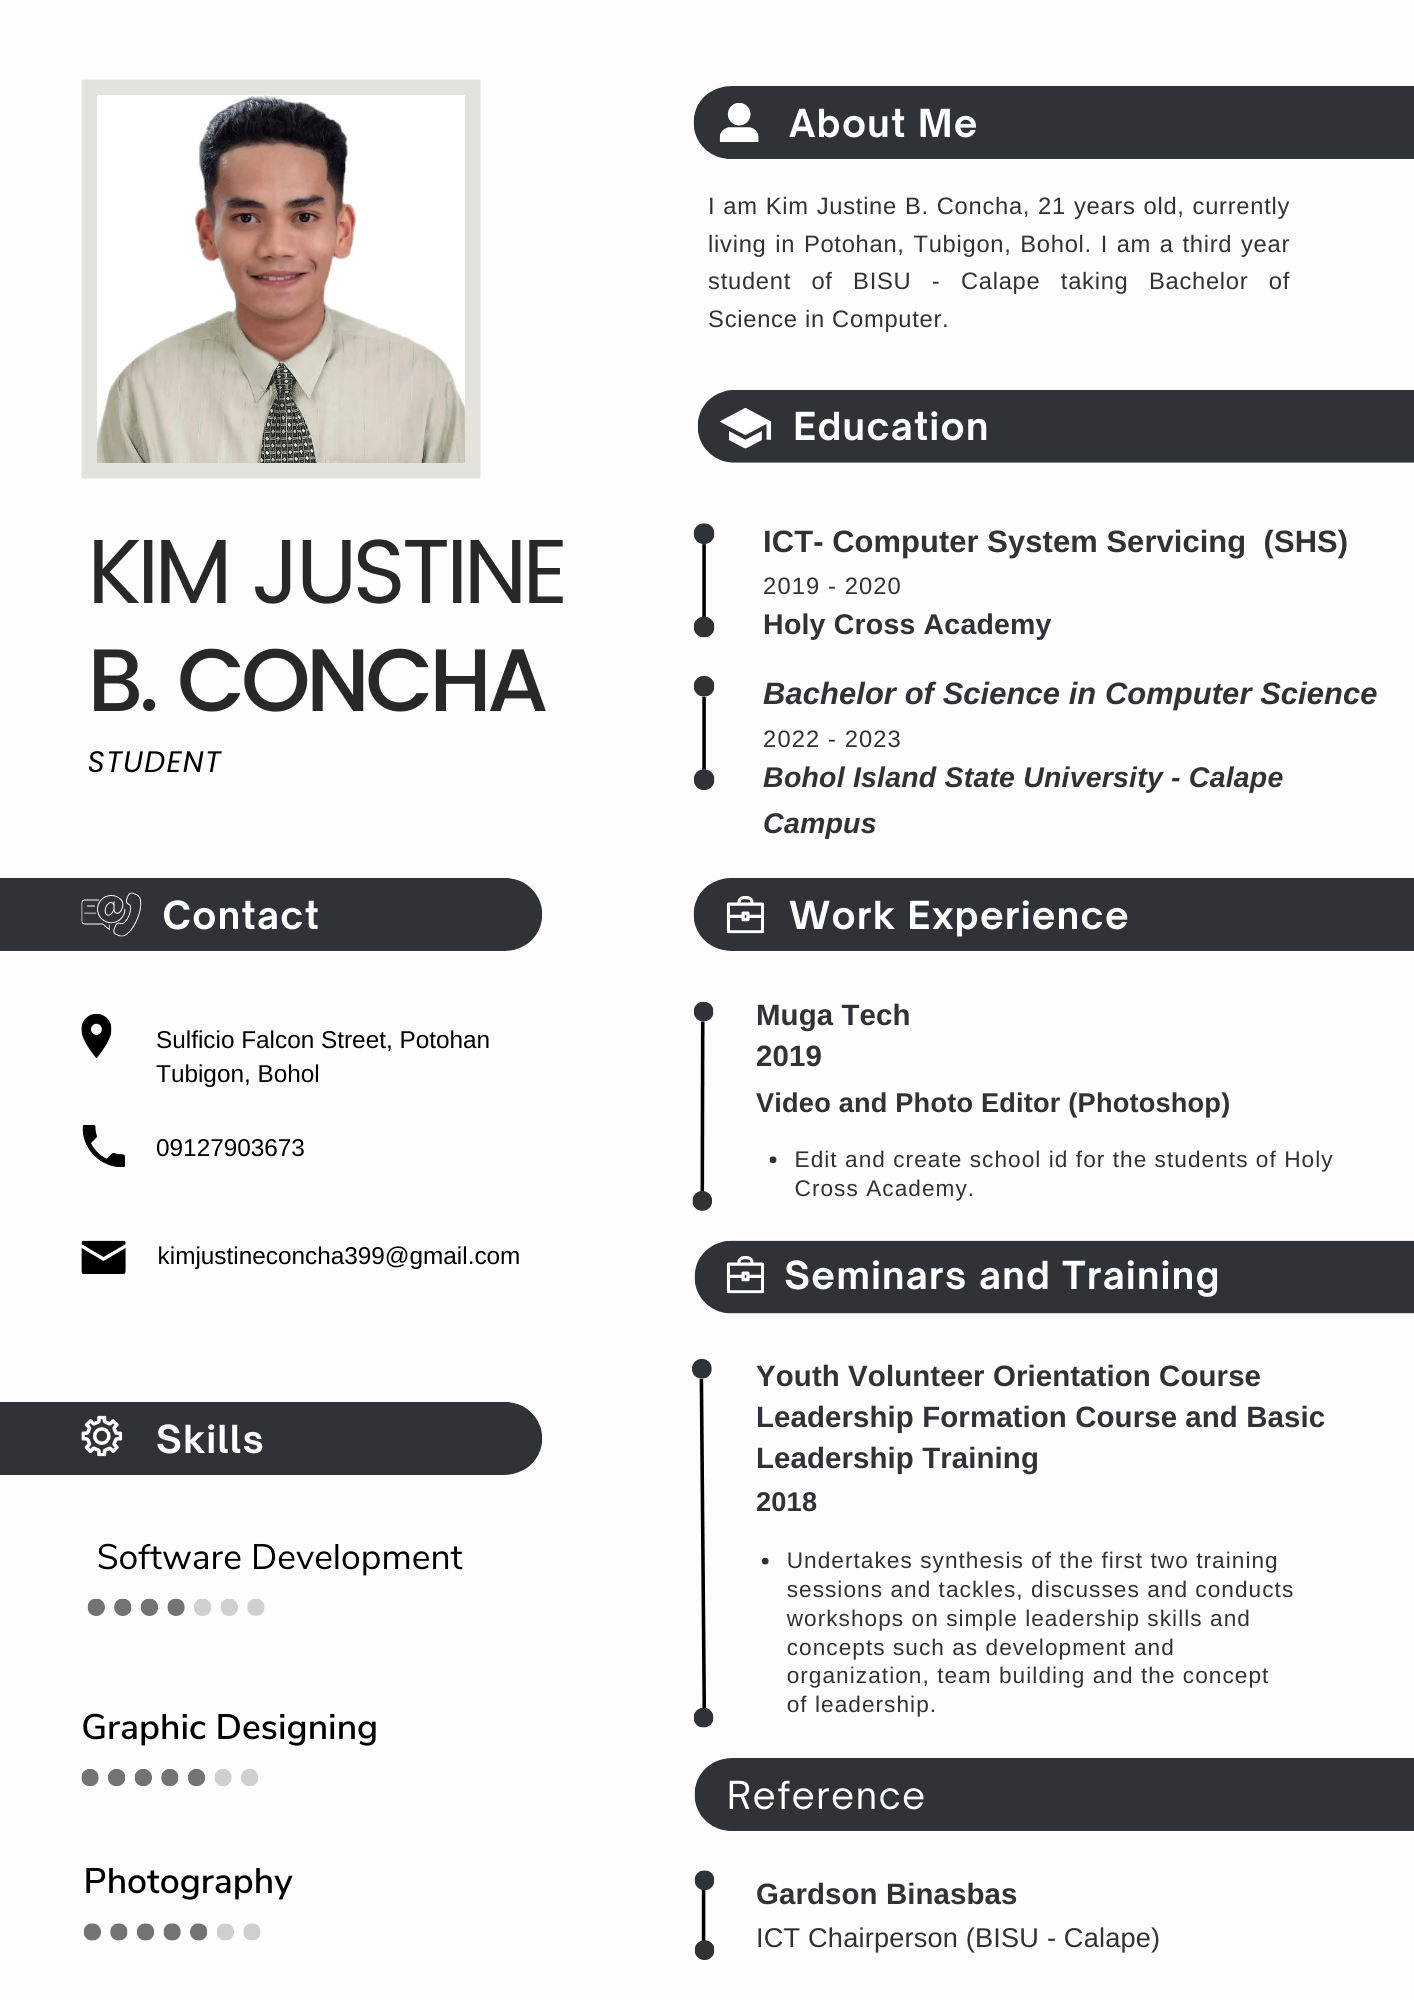 KIM JUSTINE
B. CONCHA
STUDENT
Contact
Sulficio Falcon Street, Potohan
Tubigon, Bohol
09127903673
kimjustineconcha399@gmail.com
Skills
Software Development
Graphic Designing
Photography
About Me
I am Kim Justine B. Concha, 21 years old, currently
living in Potohan, Tubigon, Bohol. I am a third year
student of BISU - Calape taking Bachelor of
Science in Computer.
Education
ICT- Computer System Servicing (SHS)
2019 - 2020
Holy Cross Academy
Bachelor of Science in Computer Science
2022 - 2023
Bohol Island State University - Calape
Campus
Work Experience
Muga Tech
2019
Video and Photo Editor (Photoshop)
• Edit and create school id for the students of Holy
Cross Academy.
Seminars and Training
Youth Volunteer Orientation Course
Leadership Formation Course and Basic
Leadership Training
2018
• Undertakes synthesis of the first two training
sessions and tackles, discusses and conducts
workshops on simple leadership skills and
concepts such as development and
organization, team building and the concept
of leadership.
Reference
Gardson Binasbas
ICT Chairperson (BISU - Calape)